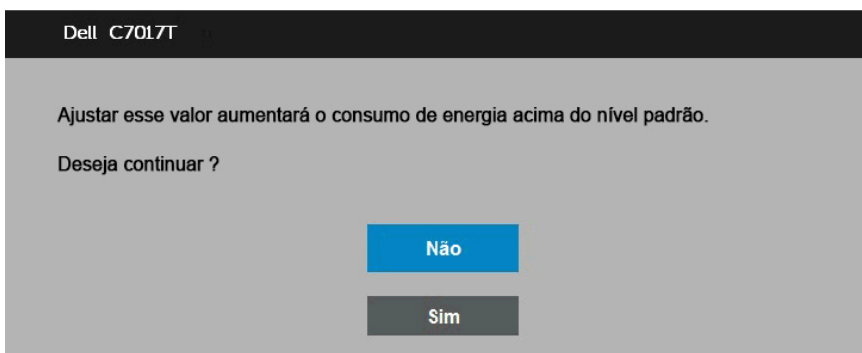 Dell C7017T
Ajustar esse valor aumentará o consumo de energia acima do nível padrão.
Deseja continuar ?
Não
Sim